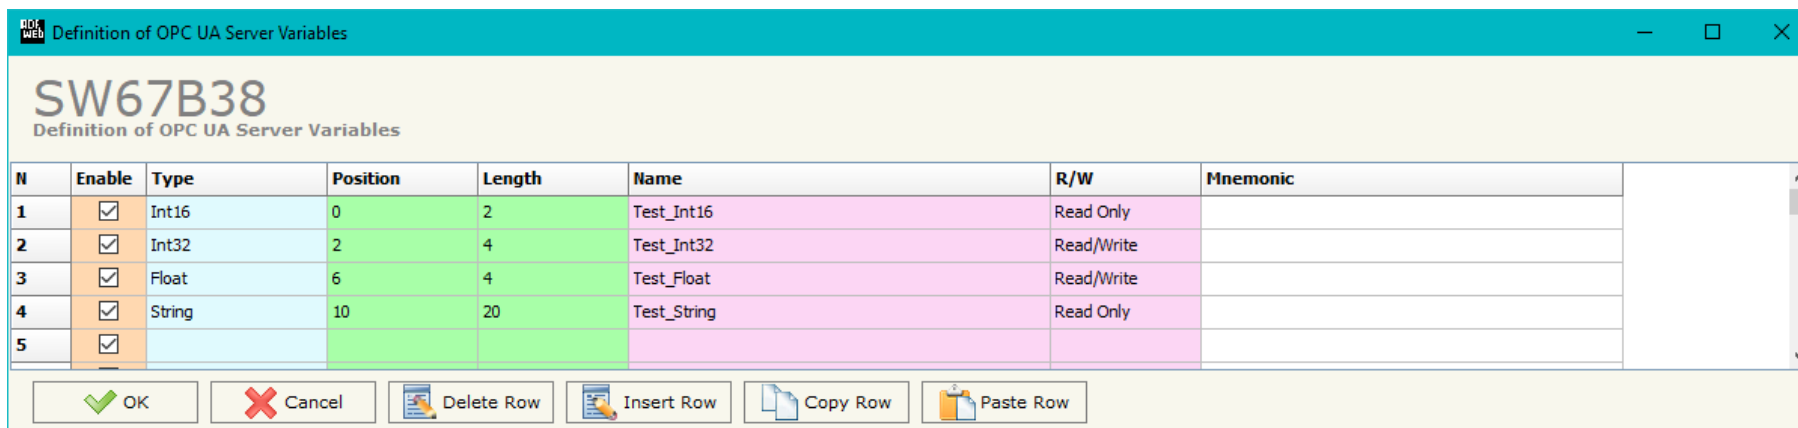 ADF web Definition of OPC UA Server Variables
SW67B38
Definition of OPC UA Server Variables
N Enable Type Position Length Name R/W Mnemonic
1 Int16 0 2 Test_Int16 Read Only
2 Int32 2 4 Test_Int32 Read/Write
3 Float 6 4 Test_Float Read/Write
4 String 10 20 Test_String Read Only
5
OK Cancel Delete Row Insert Row Copy Row Paste Row